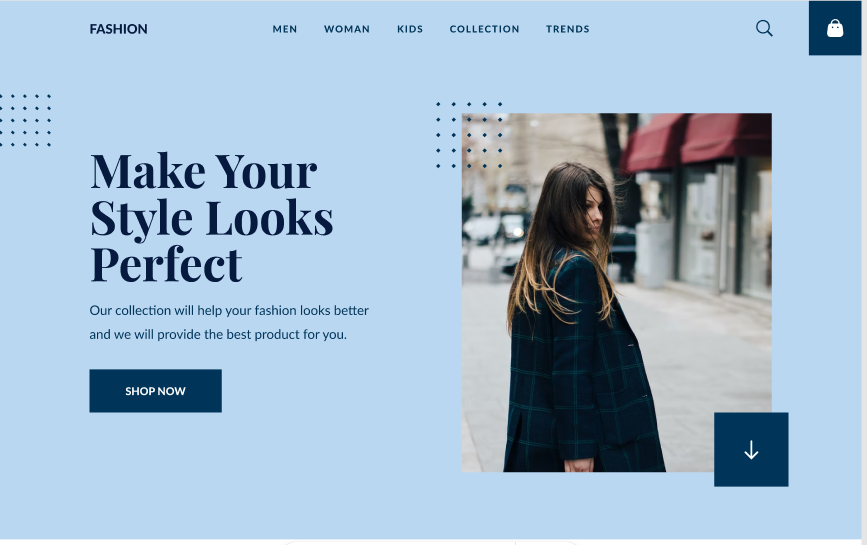 FASHION
MEN WOMAN KIDS COLLECTION TRENDS
Make Your
Style Looks
Perfect
Our collection will help your fashion looks better
and we will provide the best product for you.
SHOP NOW